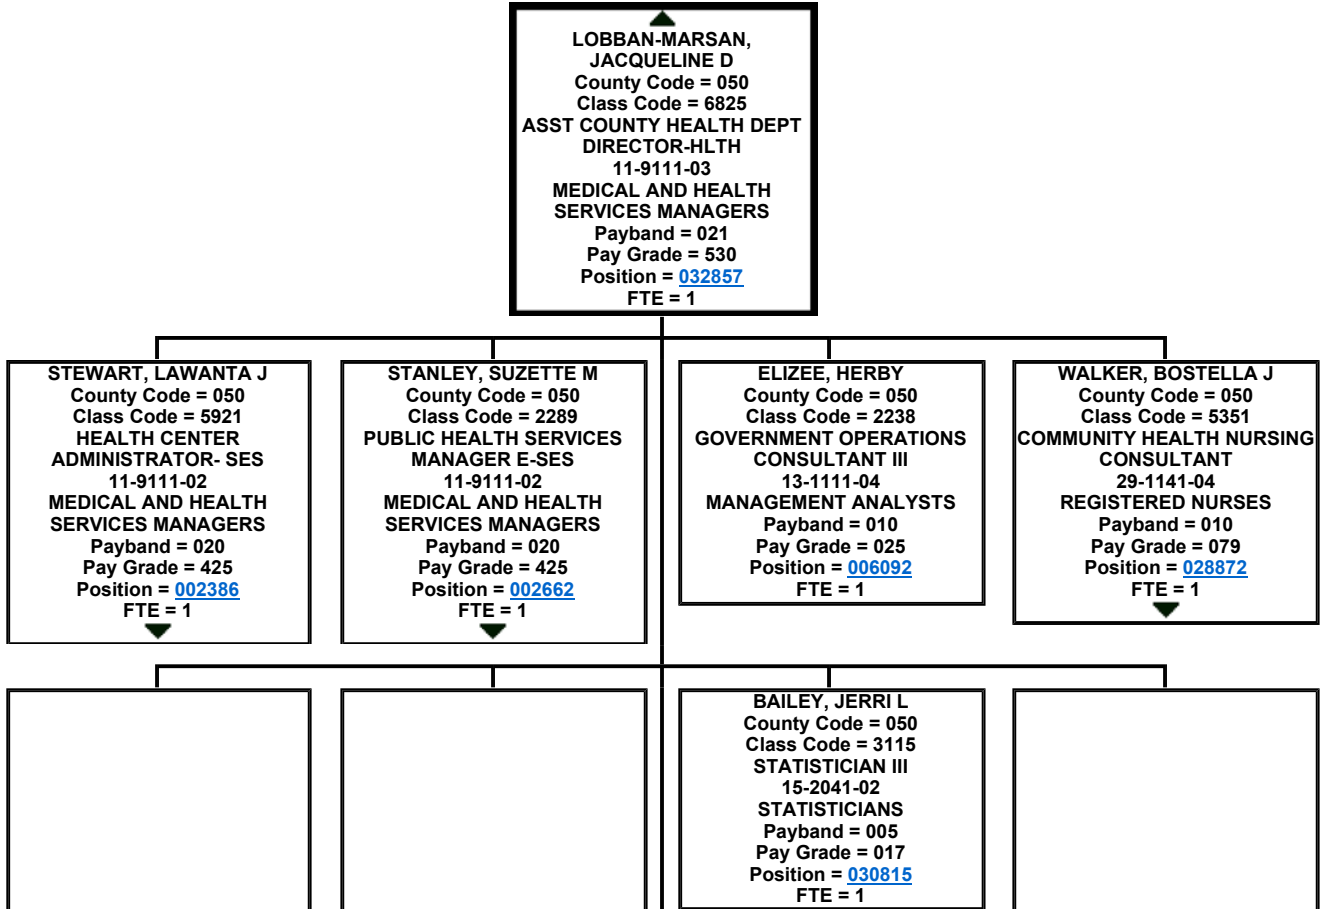 LOBBAN-MARSAN,
JACQUELINE D
County Code = 050
Class Code = 6825
ASST COUNTY HEALTH DEPT
DIRECTOR-HLTH
11-9111-03
MEDICAL AND HEALTH
SERVICES MANAGERS
Payband = 021
Pay Grade = 530
Position = 032857
FTE = 1
STEWART, LAWANTA J
County Code = 050
Class Code = 5921
HEALTH CENTER
ADMINISTRATOR- SES
11-9111-02
MEDICAL AND HEALTH
SERVICES MANAGERS
Payband = 020
Pay Grade = 425
Position = 002386
FTE = 1
STANLEY, SUZETTE M
County Code = 050
Class Code = 2289
PUBLIC HEALTH SERVICES
MANAGER E-SES
11-9111-02
MEDICAL AND HEALTH
SERVICES MANAGERS
Payband = 020
Pay Grade = 425
Position = 002662
FTE = 1
ELIZEE, HERBY
County Code = 050
Class Code = 2238
GOVERNMENT OPERATIONS
CONSULTANT III
13-1111-04
MANAGEMENT ANALYSTS
Payband = 010
Pay Grade = 025
Position = 006092
FTE = 1
WALKER, BOSTELLA J
County Code = 050
Class Code = 5351
COMMUNITY HEALTH NURSING
CONSULTANT
29-1141-04
REGISTERED NURSES
Payband = 010
Pay Grade = 079
Position = 028872
FTE = 1
BAILEY, JERRI L
County Code = 050
Class Code = 3115
STATISTICIAN III
15-2041-02
STATISTICIANS
Payband = 005
Pay Grade = 017
Position = 030815
FTE = 1